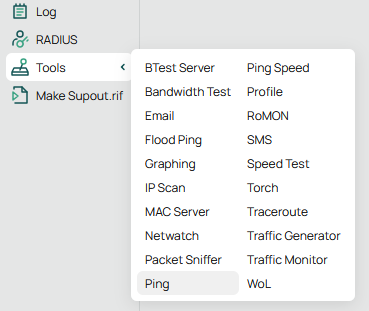 Log
RADIUS
Tools
Make Supout.rif
BTest Server
Bandwidth Test
Email
Flood Ping
Graphing
IP Scan
MAC Server
Netwatch
Packet Sniffer
Ping
Ping Speed
Profile
RoMON
SMS
Speed Test
Torch
Traceroute
Traffic Generator
Traffic Monitor
WoL